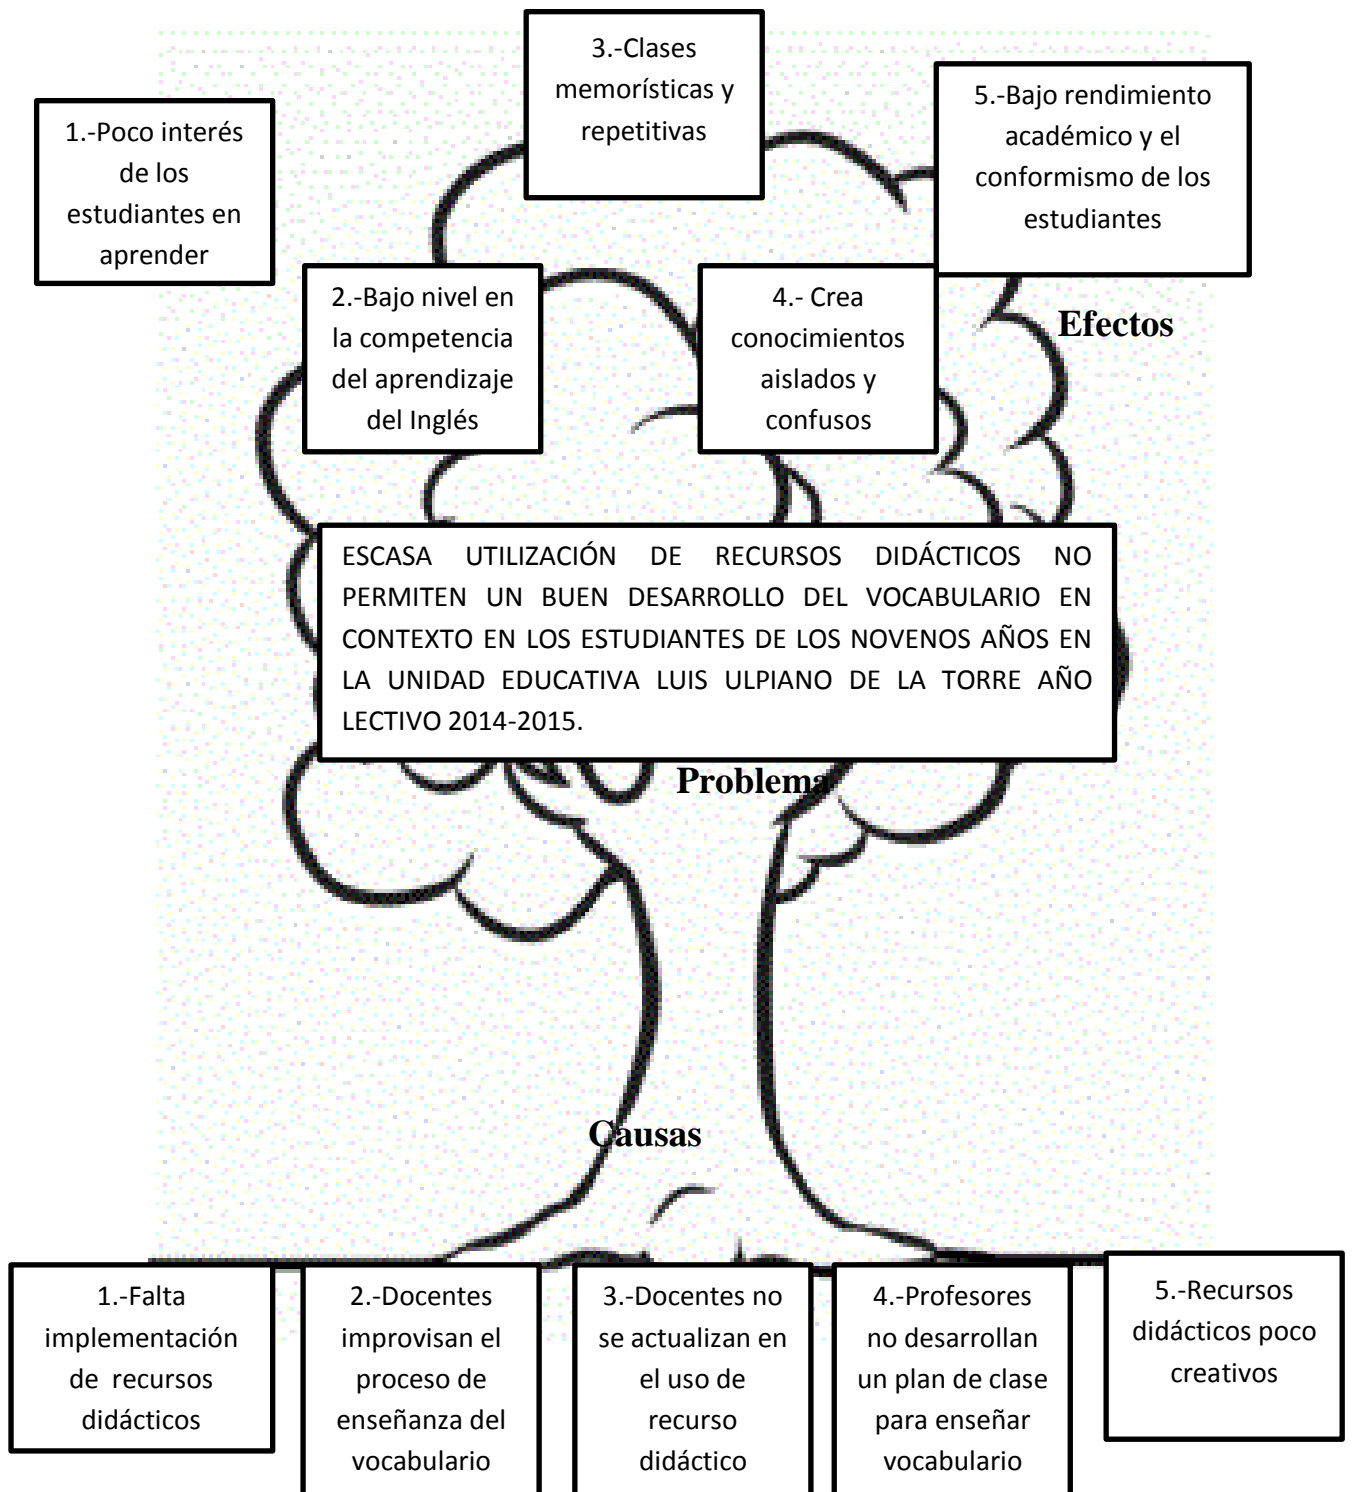 3.-Clases
memorísticas y
repetitivas
5.-Bajo rendimiento
académico y el
conformismo de los
estudiantes
1.-Poco interés
de los
estudiantes en
aprender
2.-Bajo nivel en
la competencia
del aprendizaje
del Inglés
4.- Crea
conocimientos
aislados y
confusos
Efectos
ESCASA UTILIZACIÓN DE RECURSOS DIDÁCTICOS NO
PERMITEN UN BUEN DESARROLLO DEL VOCABULARIO EN
CONTEXTO EN LOS ESTUDIANTES DE LOS NOVENOS AÑOS EN
LA UNIDAD EDUCATIVA LUIS ULPIANO DE LA TORRE AÑO
LECTIVO 2014-2015.
Problema
Causas
1.-Falta
implementación
de recursos
didácticos
2.-Docentes
improvisan el
proceso de
enseñanza del
vocabulario
3.-Docentes no
se actualizan en
el uso de
recurso
didáctico
4.-Profesores
no desarrollan
un plan de clase
para enseñar
vocabulario
5.-Recursos
didácticos poco
creativos